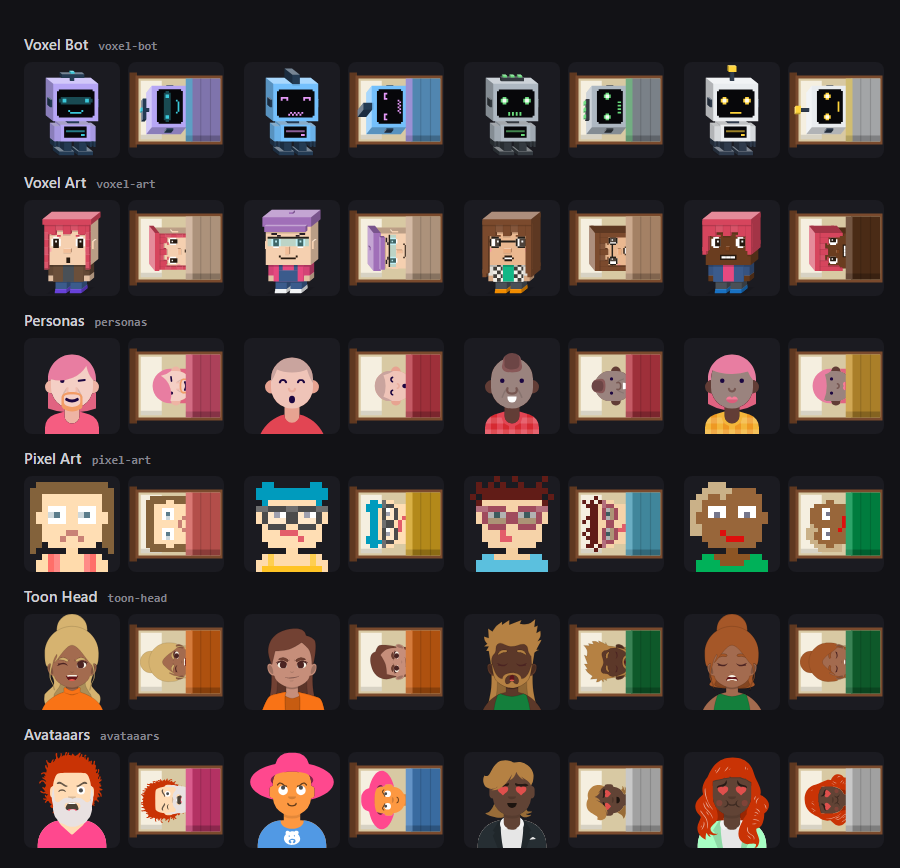 Voxel Bot voxel-bot
Voxel Art voxel-art
Personas personas
Pixel Art pixel-art
Toon Head toon-head
Avataaars avataaars